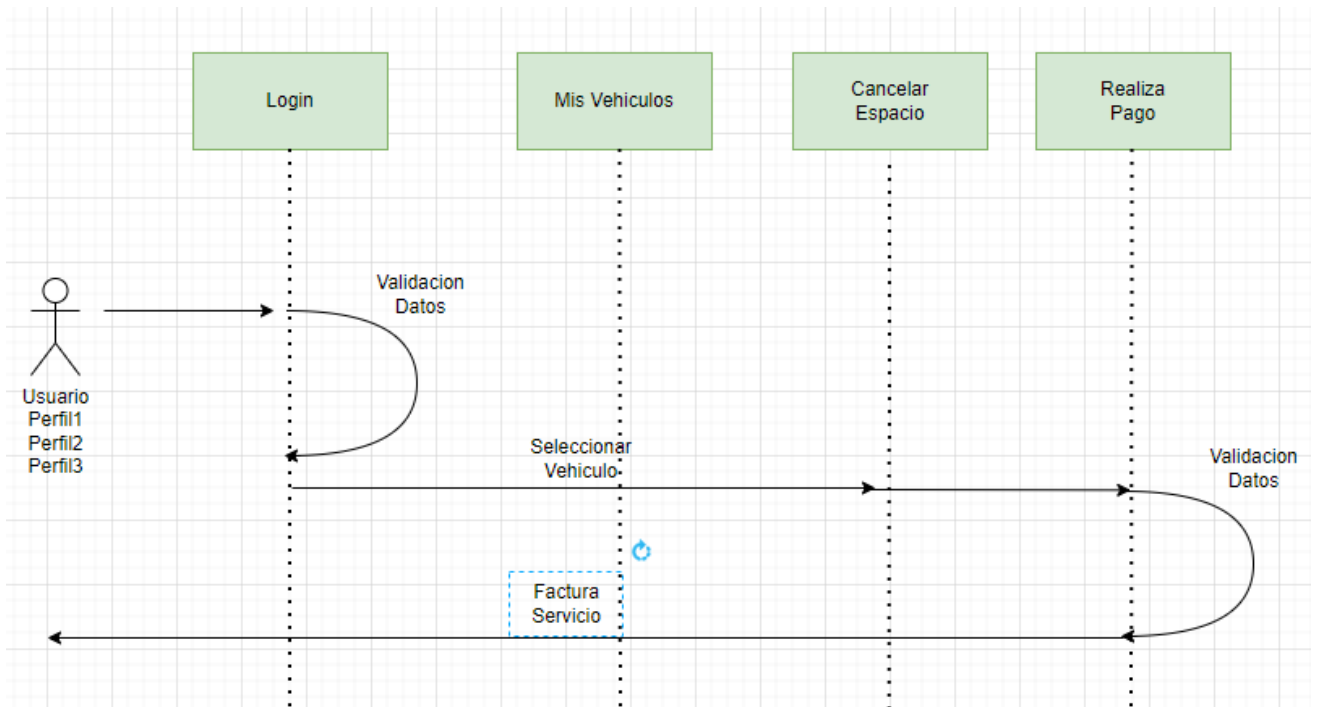 Login
Mis Vehiculos
Cancelar
Espacio
Realiza
Pago
Validacion
Datos
Usuario
Perfil1
Perfil2
Perfil3
Seleccionar
Vehiculo
Validacion
Datos
Factura
Servicio